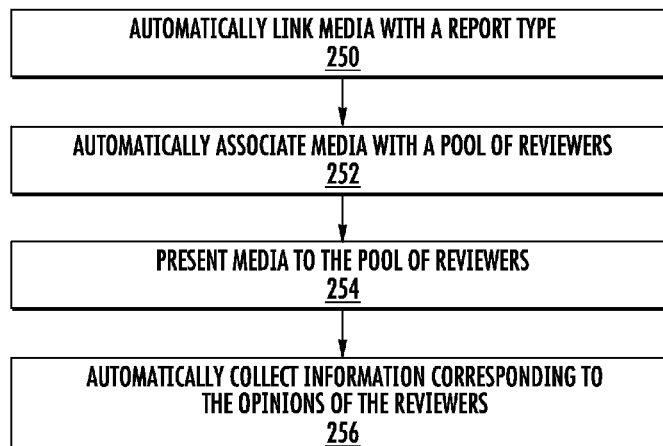 AUTOMATICALLY LINK MEDIA WITH A REPORT TYPE
250
AUTOMATICALLY ASSOCIATE MEDIA WITH A POOL OF REVIEWERS
252
PRESENT MEDIA TO THE POOL OF REVIEWERS
254
AUTOMATICALLY COLLECT INFORMATION CORRESPONDING TO
THE OPINIONS OF THE REVIEWERS
256